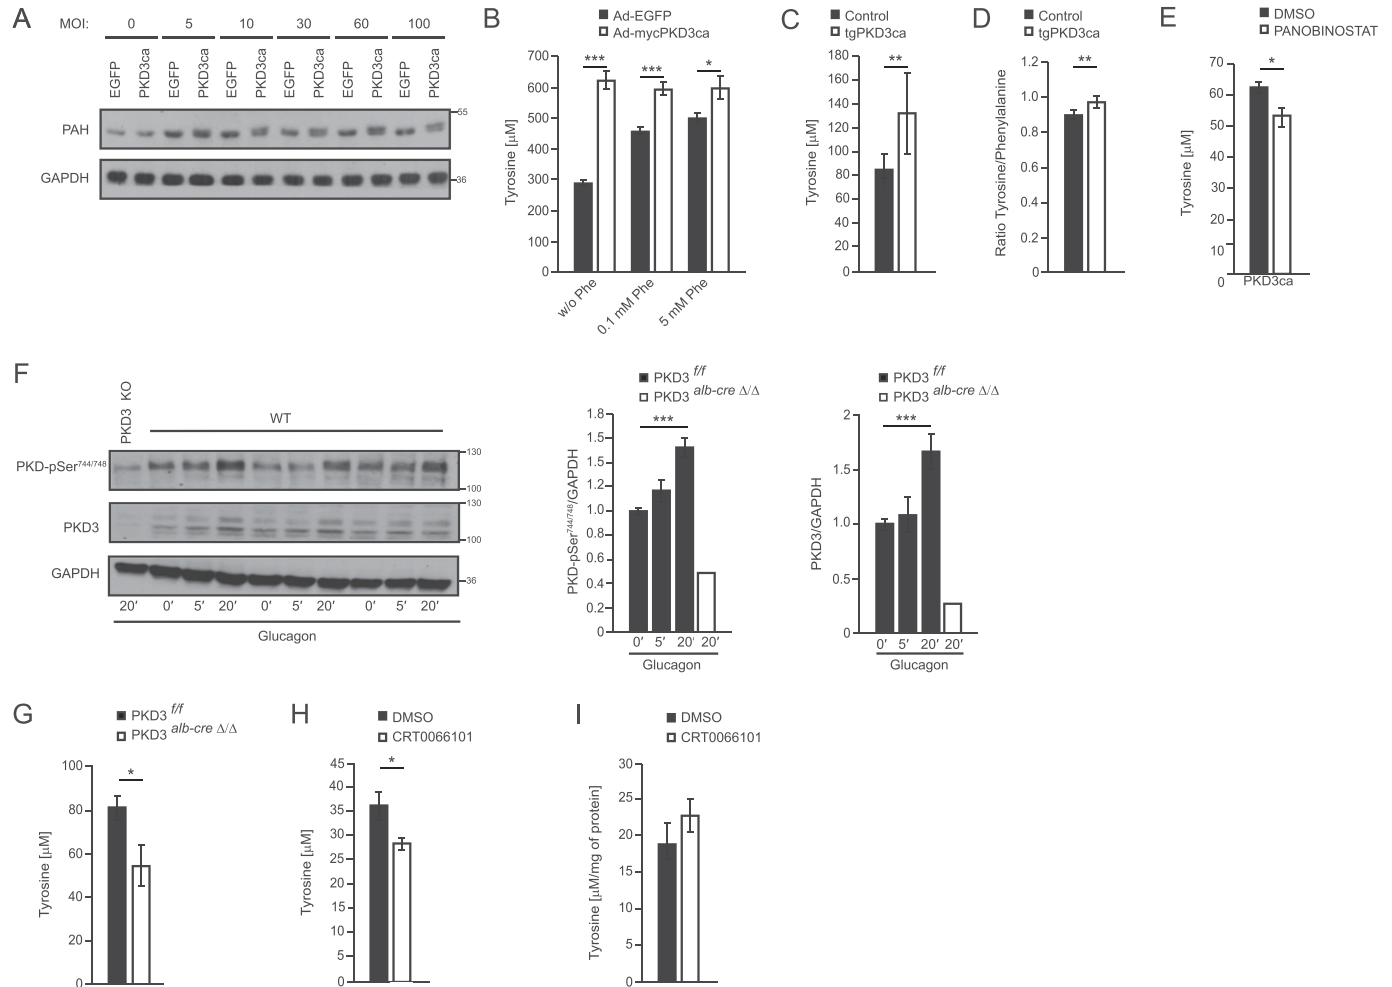 A
MOI: 0 5 10 30 60 100
EGFP PKD3ca EGFP PKD3ca EGFP PKD3ca EGFP PKD3ca EGFP PKD3ca EGFP PKD3ca
PAH
55
GAPDH
36
B
Ad-EGFP
Ad-mycPKD3ca
Tyrosine [µM]
700
600
500
400
300
200
100
0
*** *** *
w/o Phe 0.1 mM Phe 5 mM Phe
C
Control
tgPKD3ca
Tyrosine [µM]
180
160
140
120
100
80
60
40
20
0
**
D
Control
tgPKD3ca
Ratio Tyrosine/Phenylalanine
1.2
1.0
0.8
0.6
0.4
0.2
0
**
E
DMSO
PANOBINOSTAT
Tyrosine [µM]
70
60
50
40
30
20
10
0
*
PKD3ca
F
PKD3 KO
WT
PKD-pSer744/748
130
100
PKD3
130
100
GAPDH
36
20′ 0′ 5′ 20′ 0′ 5′ 20′ 0′ 5′ 20′
Glucagon
PKD3 f/f
PKD3 alb-cre Δ/Δ
PKD-pSer744/748/GAPDH
1.8
1.5
1.5
1.2
1.0
0.6
0.4
0.2
0
***
0′ 5′ 20′ 20′
Glucagon
PKD3 f/f
PKD3 alb-cre Δ/Δ
PKD3/GAPDH
2
1.5
1.0
0.5
0
***
0′ 5′ 20′ 20′
Glucagon
G
PKD3 f/f
PKD3 alb-cre Δ/Δ
Tyrosine [µM]
100
80
60
40
20
0
*
H
DMSO
CRT0066101
Tyrosine [µM]
45
40
35
30
25
20
15
10
5
0
*
I
DMSO
CRT0066101
Tyrosine [µM/mg of protein]
30
25
20
15
10
5
0